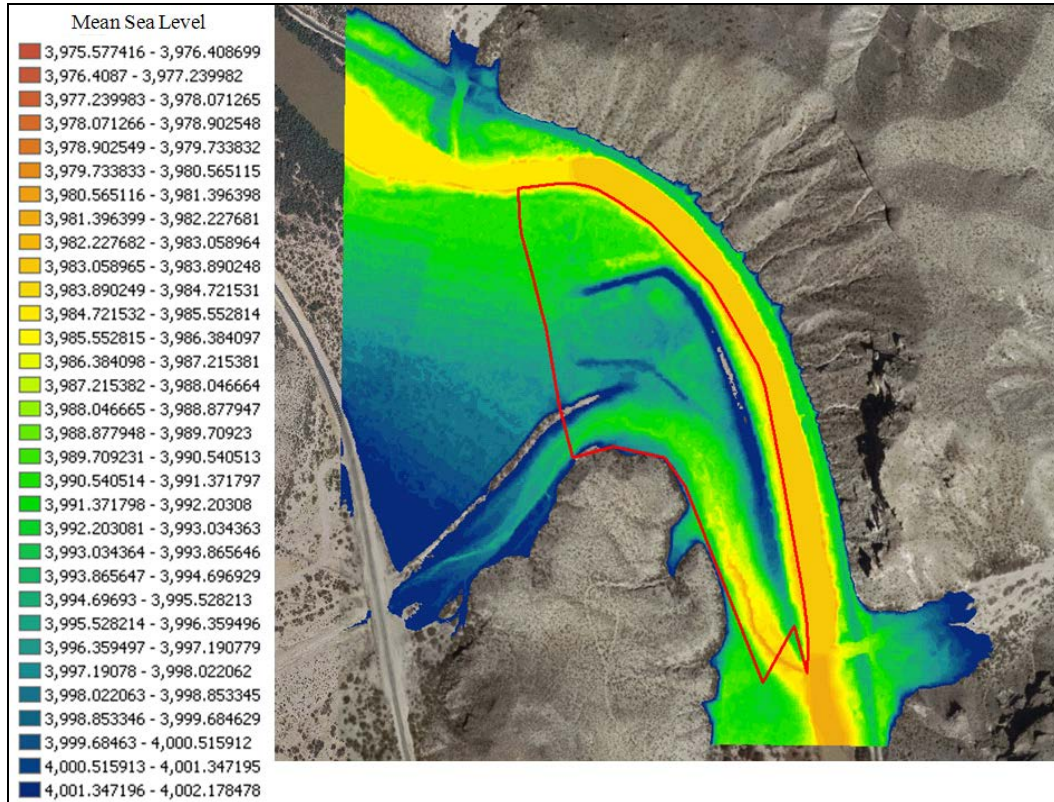 Mean Sea Level
3,975.577416 - 3,976.408699
3,976.4087 - 3,977.239982
3,977.239983 - 3,978.071265
3,978.071266 - 3,978.902548
3,978.902549 - 3,979.733832
3,979.733833 - 3,980.565115
3,980.565116 - 3,981.396398
3,981.396399 - 3,982.227681
3,982.227682 - 3,983.058964
3,983.058965 - 3,983.890248
3,983.890249 - 3,984.721531
3,984.721532 - 3,985.552814
3,985.552815 - 3,986.384097
3,986.384098 - 3,987.215381
3,987.215382 - 3,988.046664
3,988.046665 - 3,988.877947
3,988.877948 - 3,989.70923
3,989.709231 - 3,990.540513
3,990.540514 - 3,991.371797
3,991.371798 - 3,992.20308
3,992.203081 - 3,993.034363
3,993.034364 - 3,993.865646
3,993.865647 - 3,994.696929
3,994.69693 - 3,995.528213
3,995.528214 - 3,996.359496
3,996.359497 - 3,997.190779
3,997.19078 - 3,998.022062
3,998.022063 - 3,998.853345
3,998.853346 - 3,999.684629
3,999.68463 - 4,000.515912
4,000.515913 - 4,001.347195
4,001.347196 - 4,002.178478